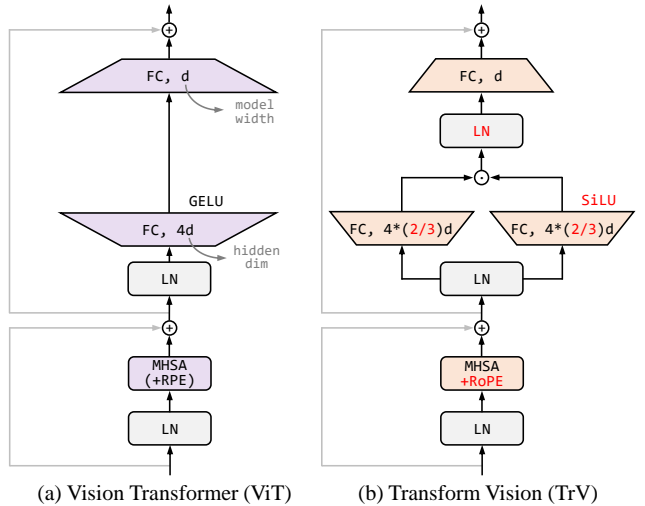 FC, d
model
width
GELU
FC, 4d
hidden
dim
LN
MHSA
(+RPE)
LN
(a) Vision Transformer (ViT)
FC, d
LN
SiLU
FC, 4*(2/3)d
FC, 4*(2/3)d
LN
MHSA
+RoPE
LN
(b) Transform Vision (TrV)